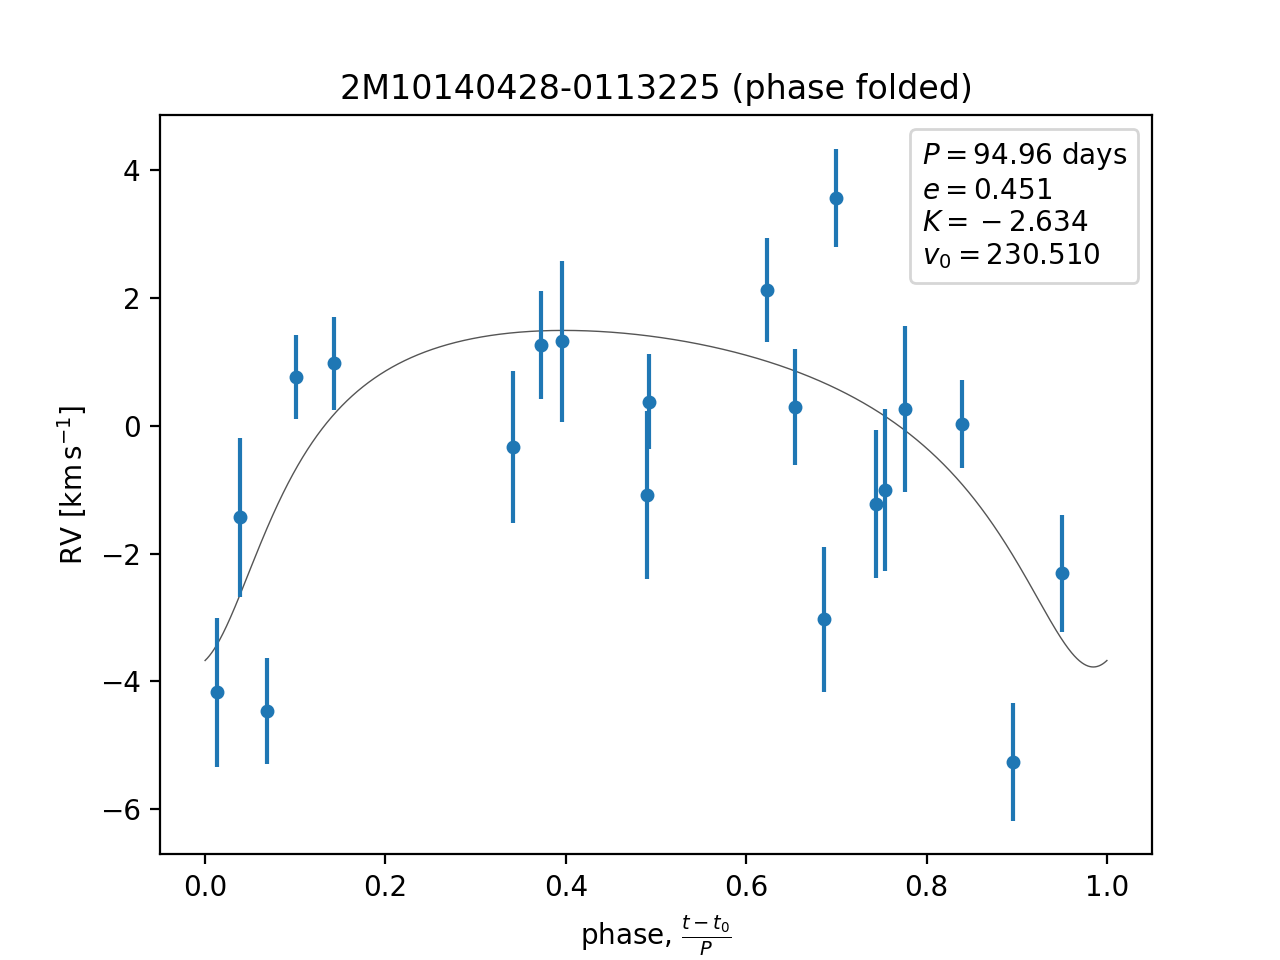 2M10140428-0113225 (phase folded)
P = 94.96 days
e = 0.451
K = −2.634
v₀ = 230.510
RV [km s⁻¹]
4
2
0
−2
−4
−6
0.0 0.2 0.4 0.6 0.8 1.0
phase, (t − t₀)/P